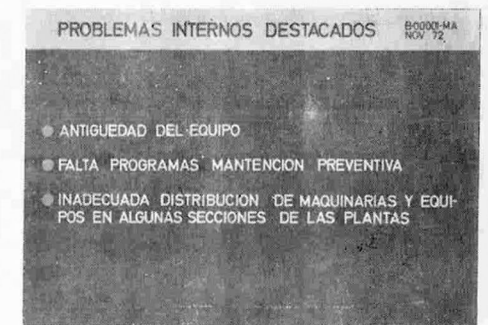 PROBLEMAS INTERNOS DESTACADOS
NOV 72
ANTIGUEDAD DEL EQUIPO
FALTA PROGRAMAS MANTENCION PREVENTIVA
INADECUADA DISTRIBUCION DE MAQUINARIAS Y EQUI-
POS EN ALGUNAS SECCIONES DE LAS PLANTAS